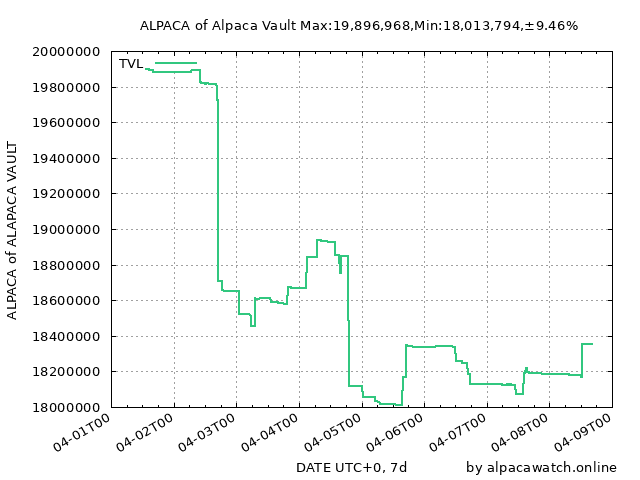 ALPACA of Alpaca Vault Max:19,896,968,Min:18,013,794,±9.46%
20000000
19800000
19600000
19400000
19200000
19000000
18800000
18600000
18400000
18200000
18000000
ALPACA of ALAPACA VAULT
TVL
04-01T00
04-02T00
04-03T00
04-04T00
04-05T00
04-06T00
04-07T00
04-08T00
04-09T00
DATE UTC+0, 7d
by alpacawatch.online